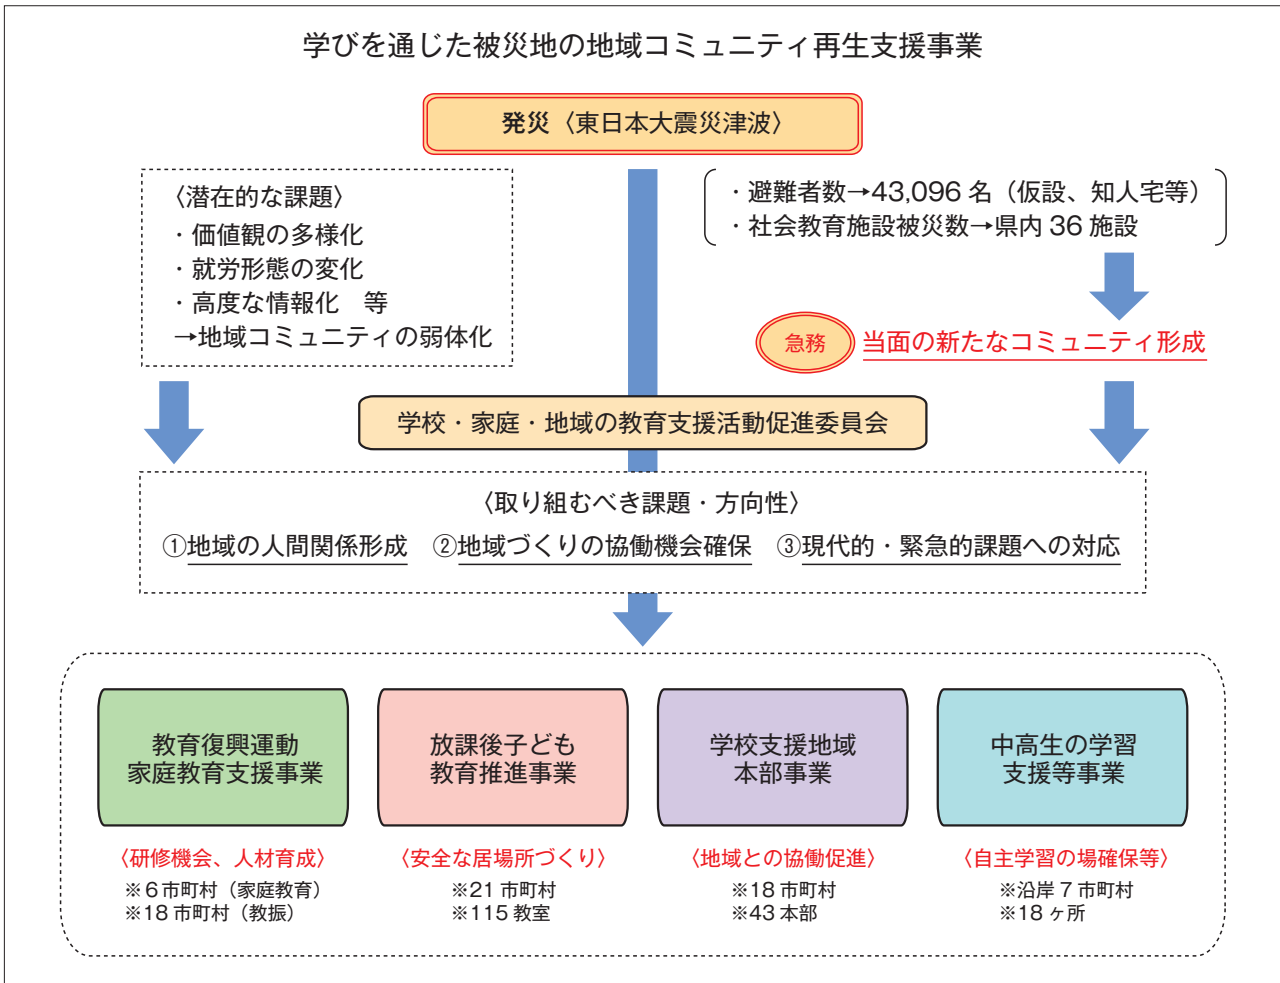 学びを通じた被災地の地域コミュニティ再生支援事業
発災〈東日本大震災津波〉
〈潜在的な課題〉
・価値観の多様化
・就労形態の変化
・高度な情報化　等
→地域コミュニティの弱体化
・避難者数→43,096 名（仮設、知人宅等）
・社会教育施設被災数→県内 36 施設
急務 当面の新たなコミュニティ形成
学校・家庭・地域の教育支援活動促進委員会
〈取り組むべき課題・方向性〉
①地域の人間関係形成　②地域づくりの協働機会確保　③現代的・緊急的課題への対応
教育復興運動
家庭教育支援事業
〈研修機会、人材育成〉
※6 市町村（家庭教育）
※18 市町村（教振）
放課後子ども
教育推進事業
〈安全な居場所づくり〉
※21 市町村
※115 教室
学校支援地域
本部事業
〈地域との協働促進〉
※18 市町村
※43 本部
中高生の学習
支援等事業
〈自主学習の場確保等〉
※沿岸 7 市町村
※18 ヶ所